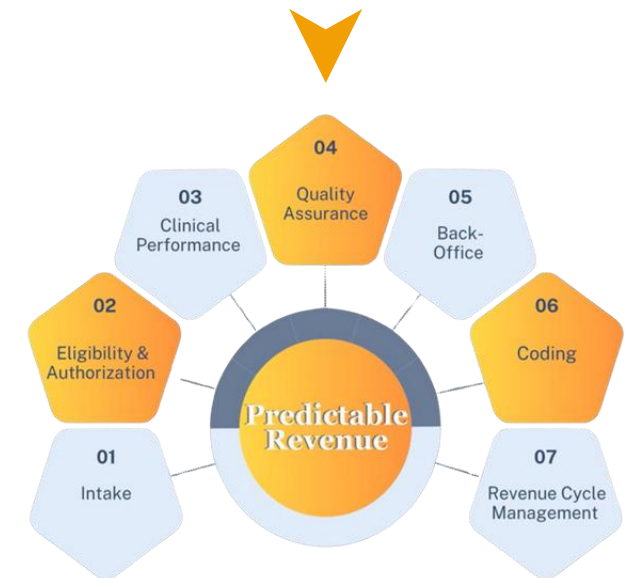 01
Intake
02
Eligibility &
Authorization
03
Clinical
Performance
04
Quality
Assurance
05
Back-
Office
06
Coding
07
Revenue Cycle
Management
Predictable
Revenue